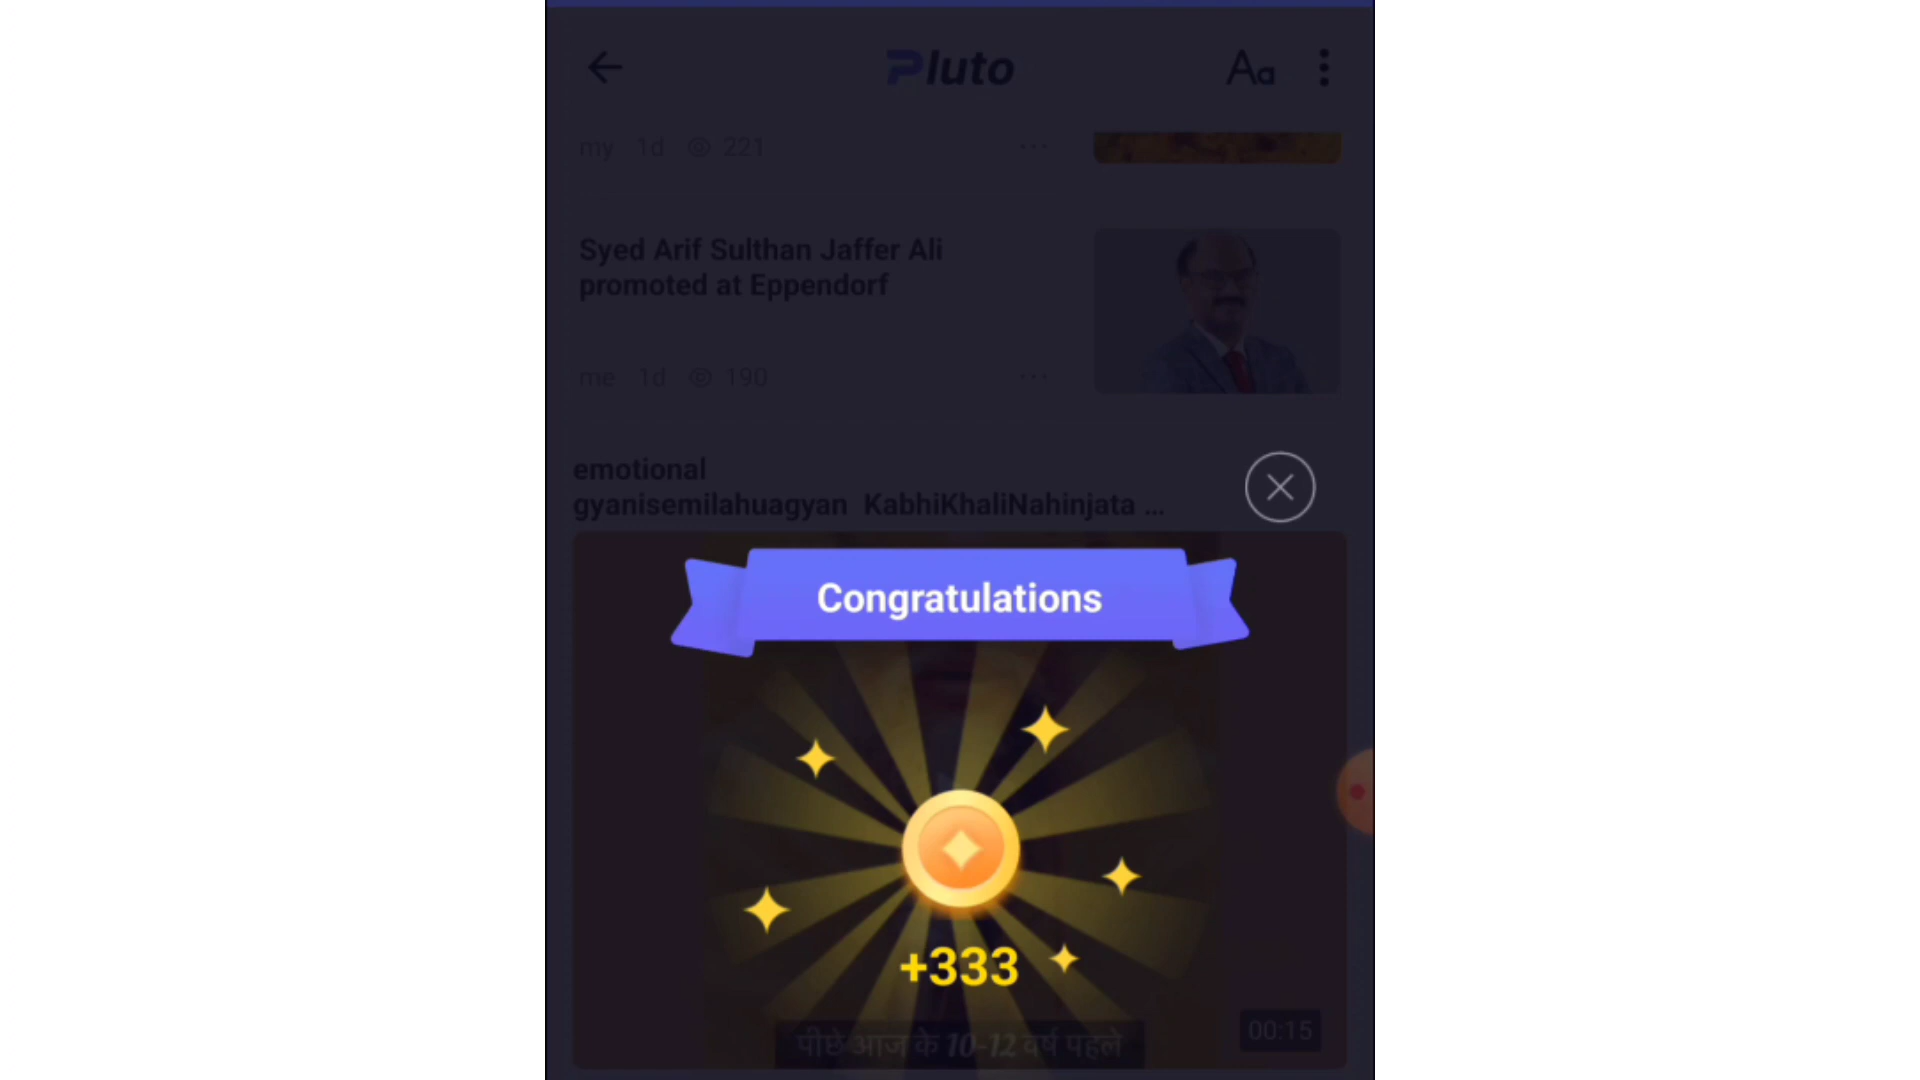 Pluto
Aa
my 1d 221
Syed Arif Sulthan Jaffer Ali
promoted at Eppendorf
me 1d 190
emotional
gyanisemilahuagyan KabhiKhaliNahinjata ...
Congratulations
+333
00:15
पीछे आज के 10-12 वर्ष पहले